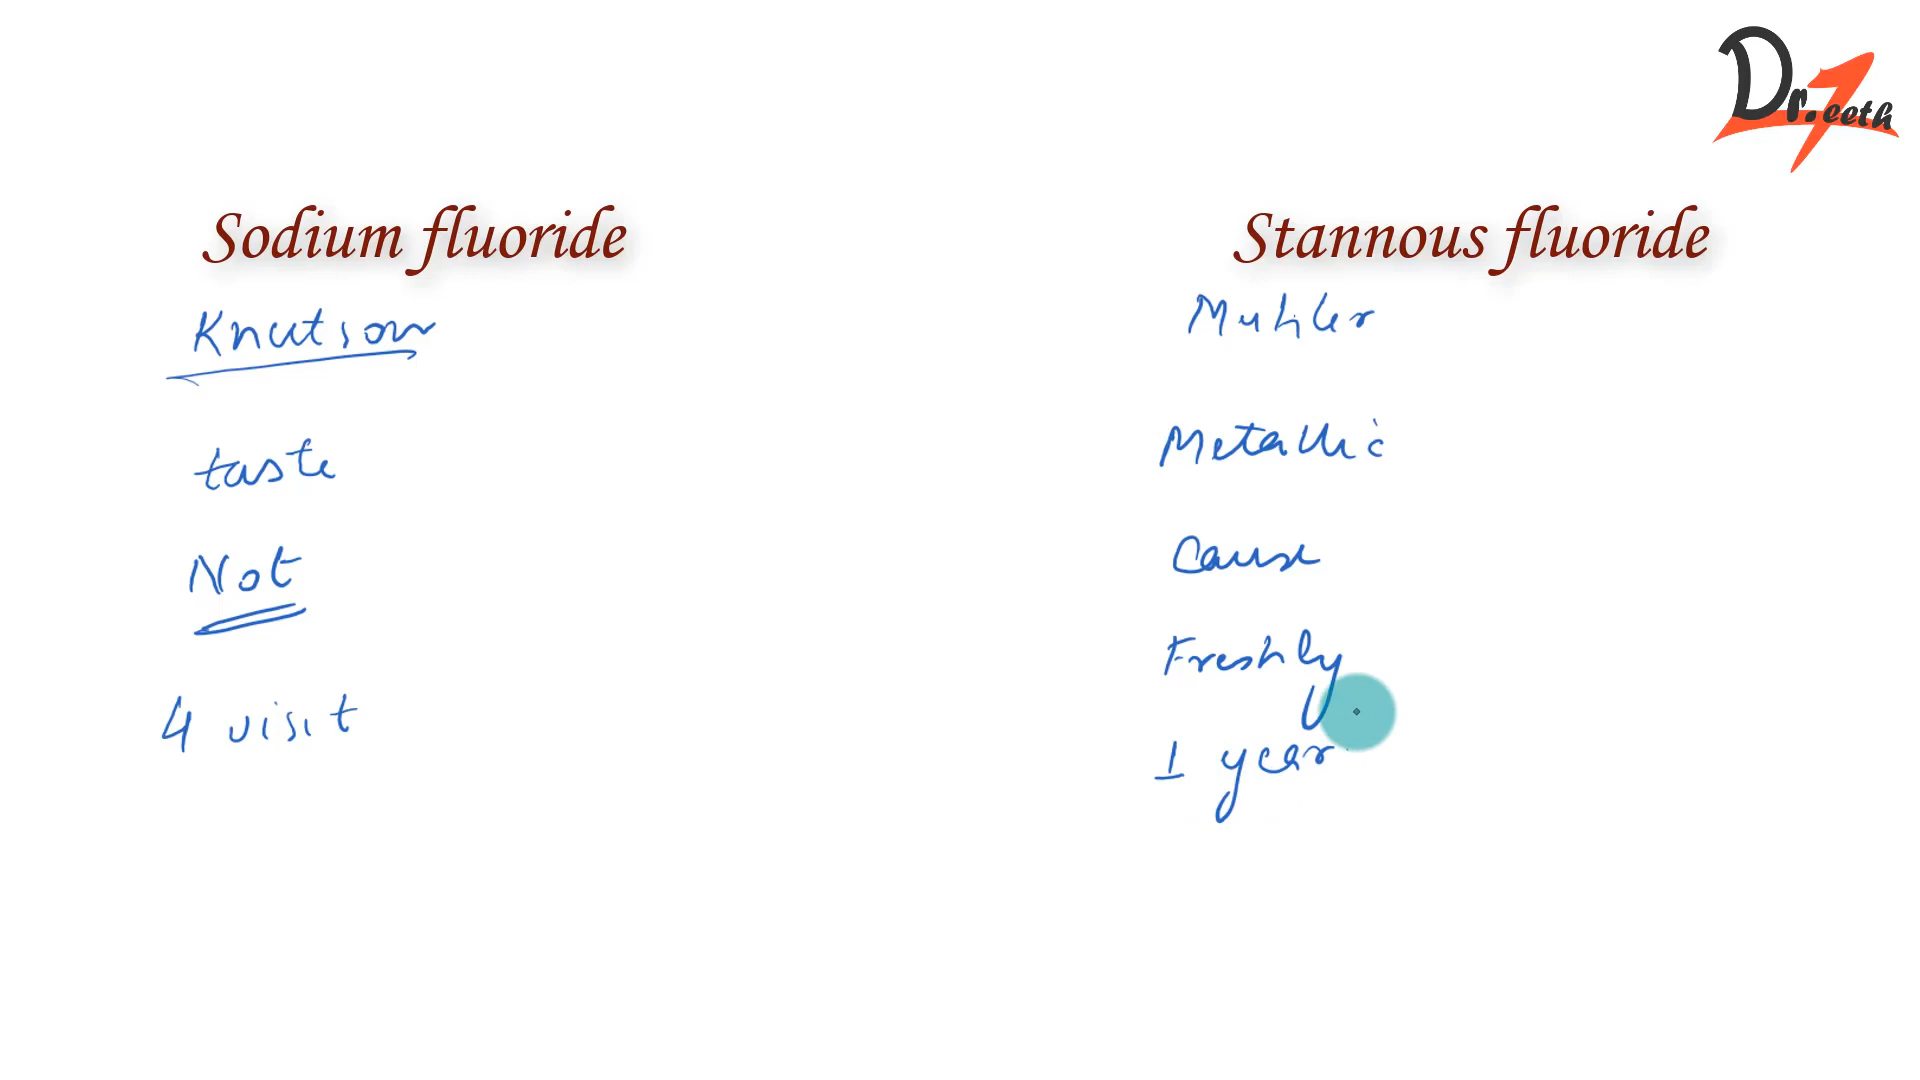 Dr. Teeth
Sodium fluoride
Knutson
taste
Not
4 visit
Stannous fluoride
Muhler
Metallic
Cause
Freshly
1 year